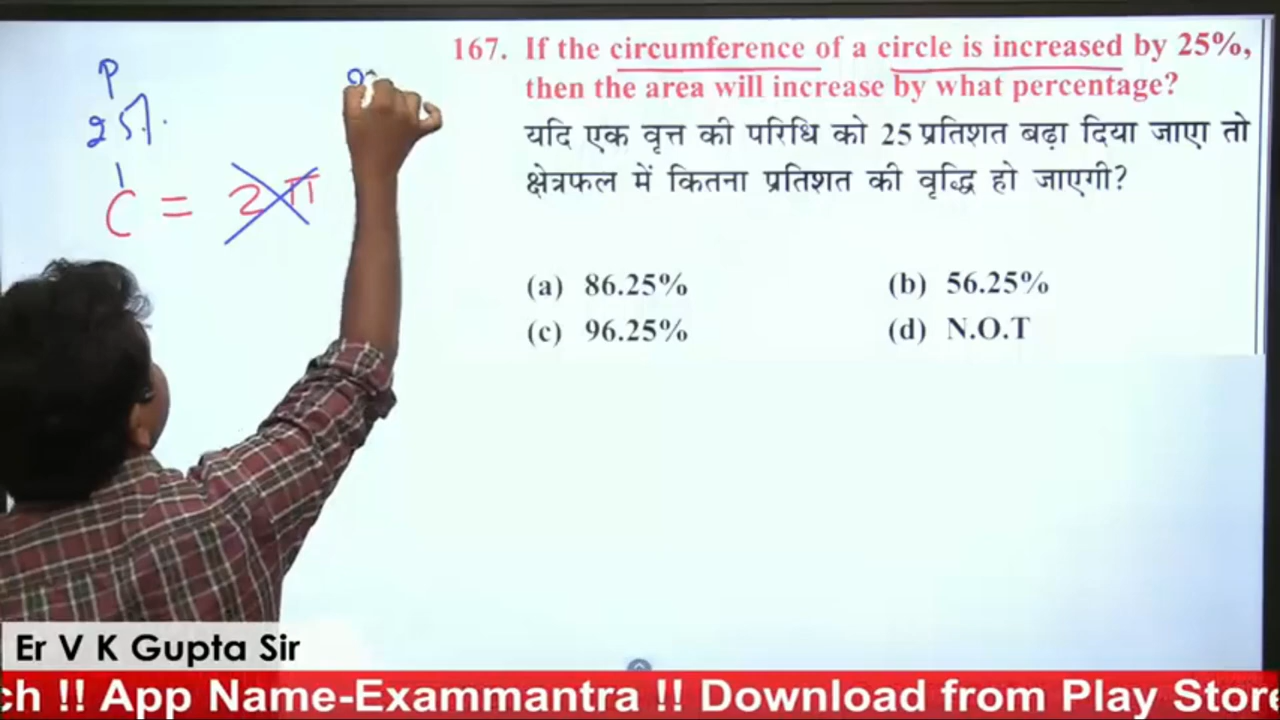 P
25%.
C = 2π
167. If the circumference of a circle is increased by 25%,
then the area will increase by what percentage?
यदि एक वृत्त की परिधि को 25 प्रतिशत बढ़ा दिया जाए तो
क्षेत्रफल में कितना प्रतिशत की वृद्धि हो जाएगी?
(a) 86.25% (b) 56.25%
(c) 96.25% (d) N.O.T
Er V K Gupta Sir
ch !! App Name-Exammantra !! Download from Play Store